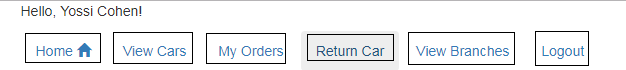 Hello, Yossi Cohen!
Home View Cars My Orders Return Car View Branches Logout